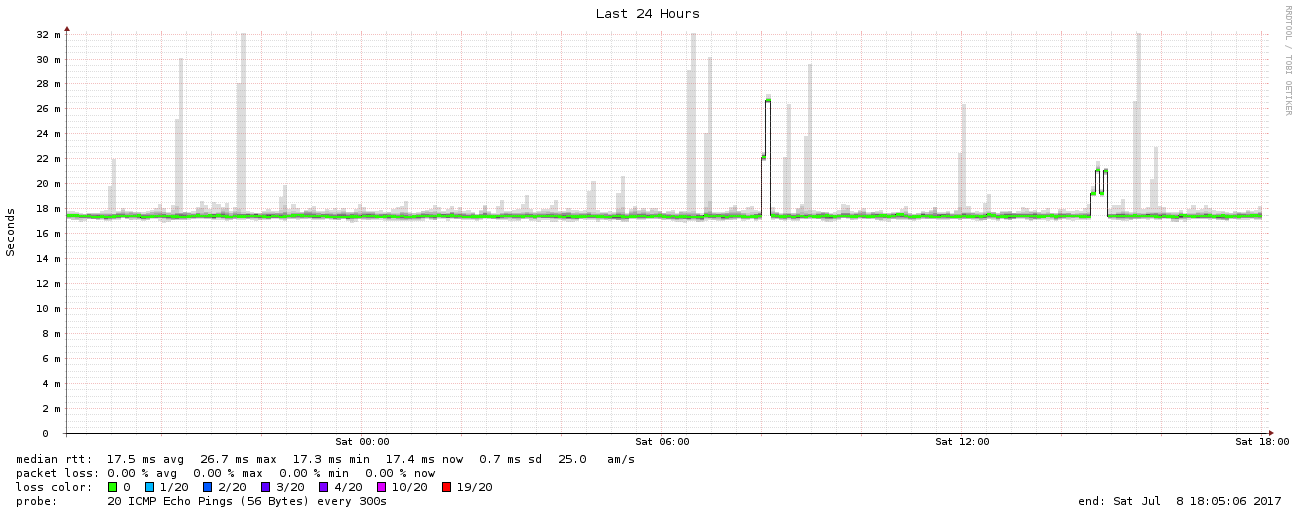 Last 24 Hours
RRDTOOL / TOBI OETIKER
Seconds
32 m
30 m
28 m
26 m
24 m
22 m
20 m
18 m
16 m
14 m
12 m
10 m
8 m
6 m
4 m
2 m
0
Sat 00:00 Sat 06:00 Sat 12:00 Sat 18:00
median rtt: 17.5 ms avg 26.7 ms max 17.3 ms min 17.4 ms now 0.7 ms sd 25.0 am/s
packet loss: 0.00 % avg 0.00 % max 0.00 % min 0.00 % now
loss color: 0 1/20 2/20 3/20 4/20 10/20 19/20
probe: 20 ICMP Echo Pings (56 Bytes) every 300s end: Sat Jul 8 18:05:06 2017